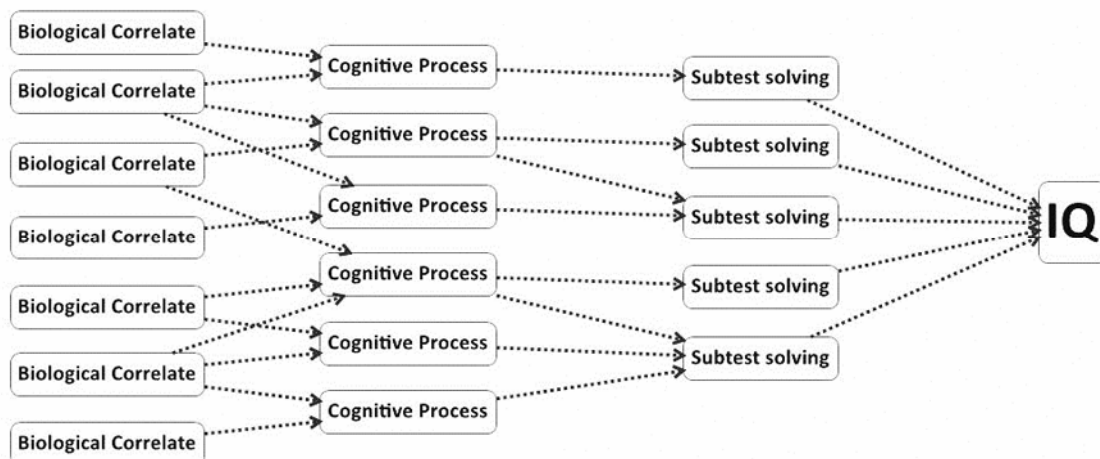 Biological Correlate
Biological Correlate
Biological Correlate
Biological Correlate
Biological Correlate
Biological Correlate
Biological Correlate
Cognitive Process
Cognitive Process
Cognitive Process
Cognitive Process
Cognitive Process
Cognitive Process
Subtest solving
Subtest solving
Subtest solving
Subtest solving
Subtest solving
IQ